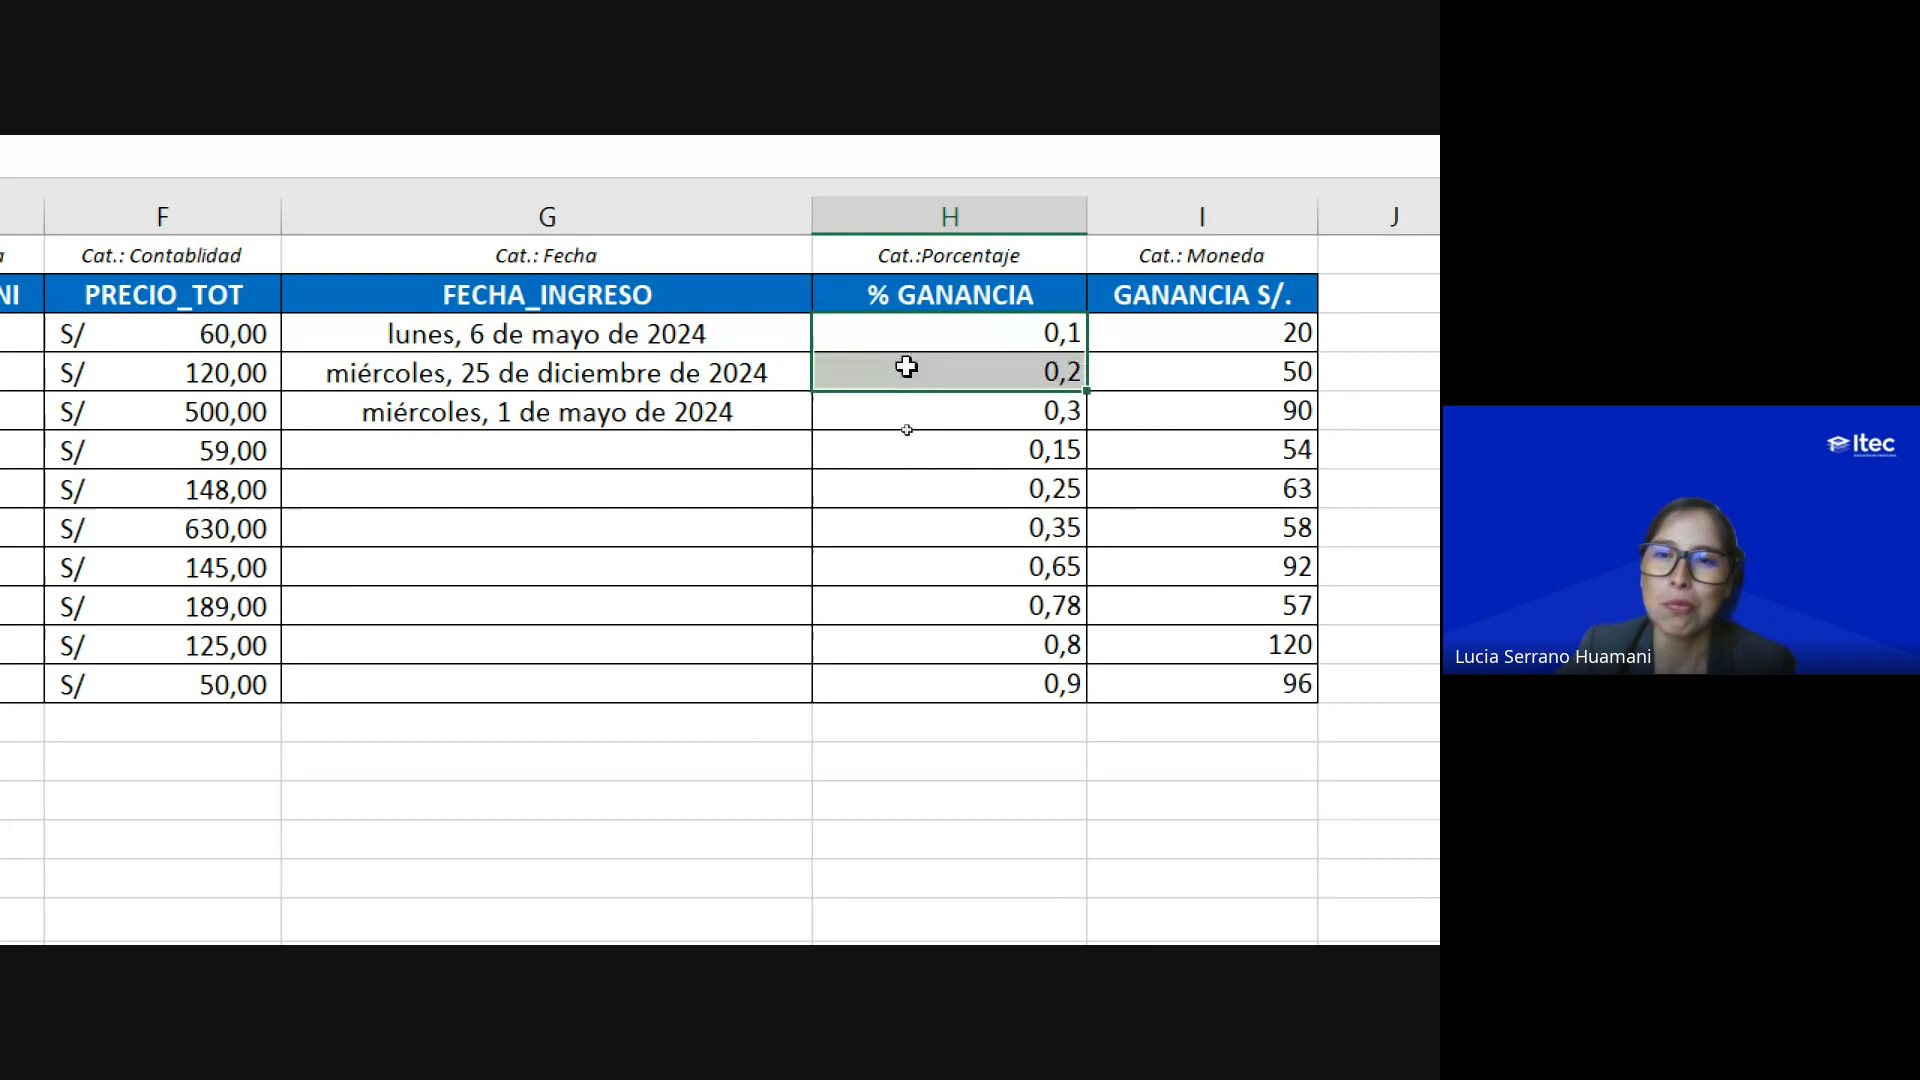 F G H I J
Cat.: Contablidad Cat.: Fecha Cat.:Porcentaje Cat.: Moneda
NI PRECIO_TOT FECHA_INGRESO % GANANCIA GANANCIA S/.
S/ 60,00 lunes, 6 de mayo de 2024 0,1 20
S/ 120,00 miércoles, 25 de diciembre de 2024 0,2 50
S/ 500,00 miércoles, 1 de mayo de 2024 0,3 90
S/ 59,00 0,15 54
S/ 148,00 0,25 63
S/ 630,00 0,35 58
S/ 145,00 0,65 92
S/ 189,00 0,78 57
S/ 125,00 0,8 120
S/ 50,00 0,9 96
Itec
Lucia Serrano Huamani